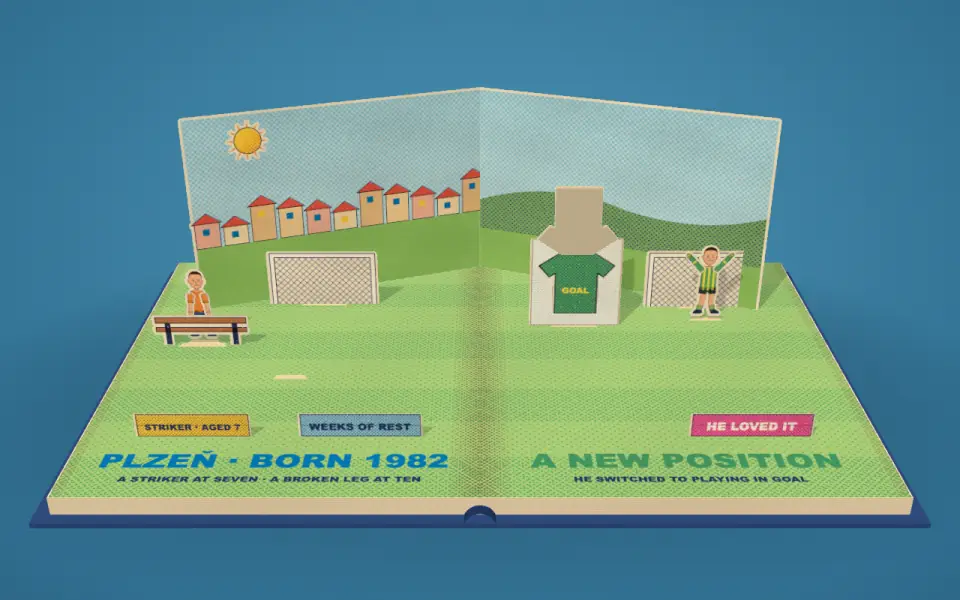 GOAL
STRIKER · AGED 7
WEEKS OF REST
HE LOVED IT
PLZEŇ · BORN 1982
A STRIKER AT SEVEN · A BROKEN LEG AT TEN
A NEW POSITION
HE SWITCHED TO PLAYING IN GOAL